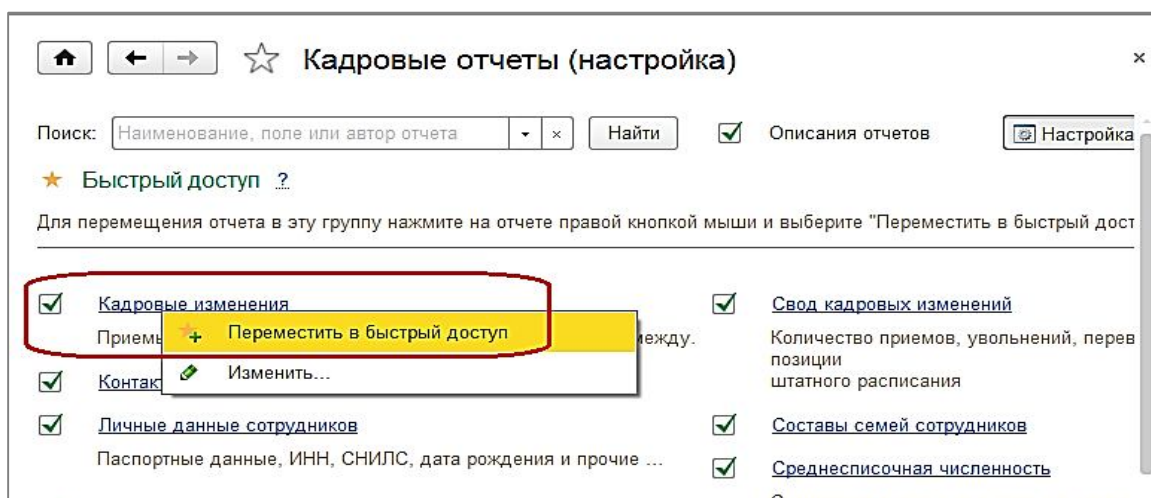 Кадровые отчеты (настройка)
Поиск: Наименование, поле или автор отчета Найти Описания отчетов Настройка
Быстрый доступ ?
Для перемещения отчета в эту группу нажмите на отчете правой кнопкой мыши и выберите "Переместить в быстрый дост
Кадровые изменения
Приемы
Переместить в быстрый доступ
между.
Контак
Изменить...
Личные данные сотрудников
Паспортные данные, ИНН, СНИЛС, дата рождения и прочие ...
Свод кадровых изменений
Количество приемов, увольнений, перев
позиции
штатного расписания
Составы семей сотрудников
Среднесписочная численность